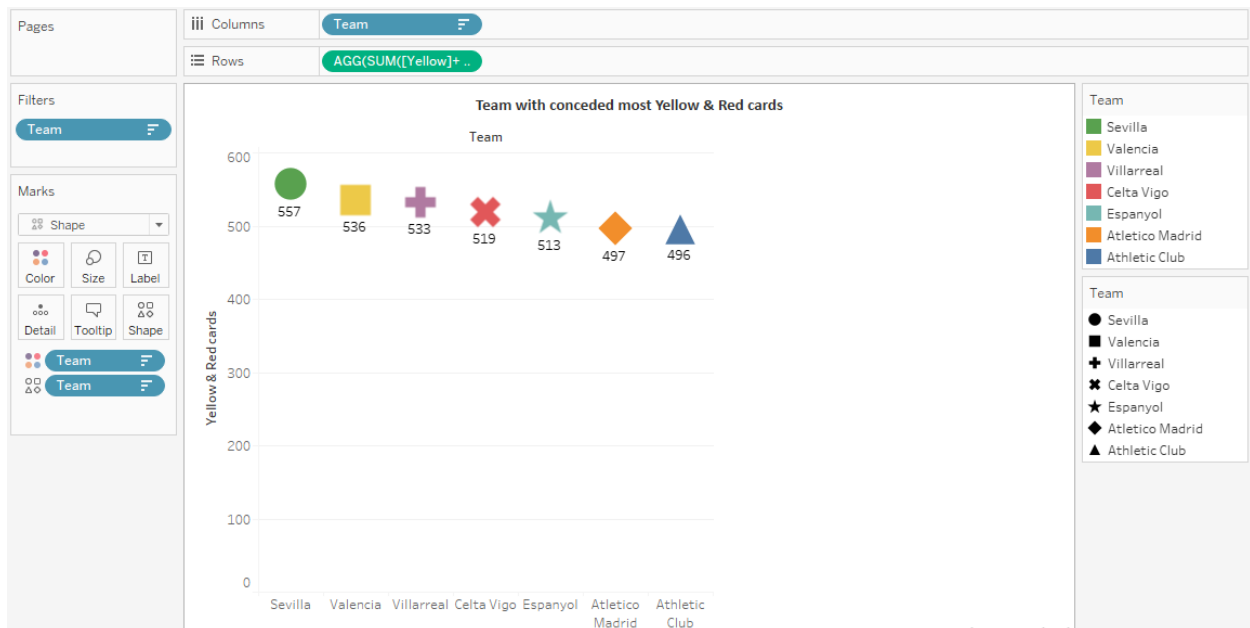 Pages
Columns
Team
Rows
AGG(SUM([Yellow]+ ..
Filters
Team
Marks
Shape
Color
Size
Label
Detail
Tooltip
Shape
Team
Team
Team with conceded most Yellow & Red cards
Team
Yellow & Red cards
600
500
400
300
200
100
0
557
536
533
519
513
497
496
Sevilla
Valencia
Villarreal
Celta Vigo
Espanyol
Atletico
Madrid
Athletic
Club
Team
Sevilla
Valencia
Villarreal
Celta Vigo
Espanyol
Atletico Madrid
Athletic Club
Team
Sevilla
Valencia
Villarreal
Celta Vigo
Espanyol
Atletico Madrid
Athletic Club